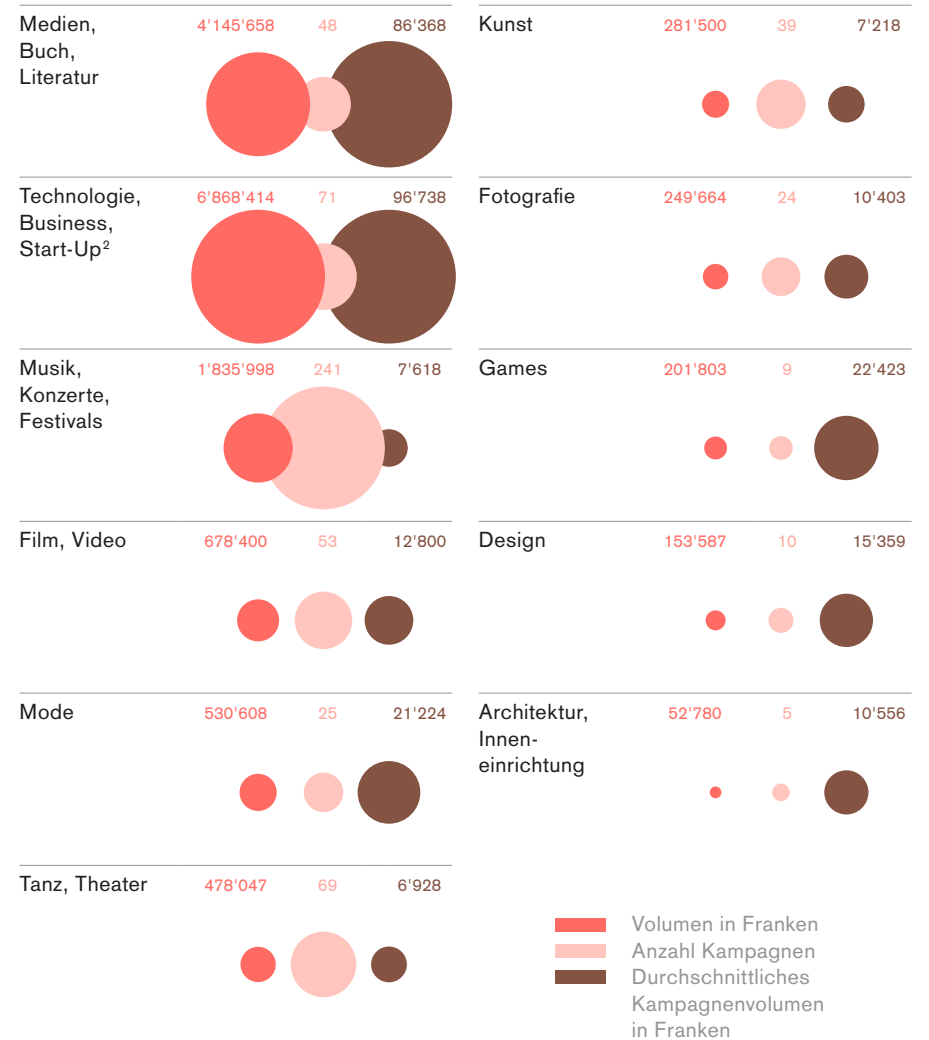 Medien,
Buch,
Literatur
4'145'658 48 86'368
Technologie,
Business,
Start-Up²
6'868'414 71 96'738
Musik,
Konzerte,
Festivals
1'835'998 241 7'618
Film, Video
678'400 53 12'800
Mode
530'608 25 21'224
Tanz, Theater
478'047 69 6'928
Kunst
281'500 39 7'218
Fotografie
249'664 24 10'403
Games
201'803 9 22'423
Design
153'587 10 15'359
Architektur,
Innen-
einrichtung
52'780 5 10'556
Volumen in Franken
Anzahl Kampagnen
Durchschnittliches
Kampagnenvolumen
in Franken